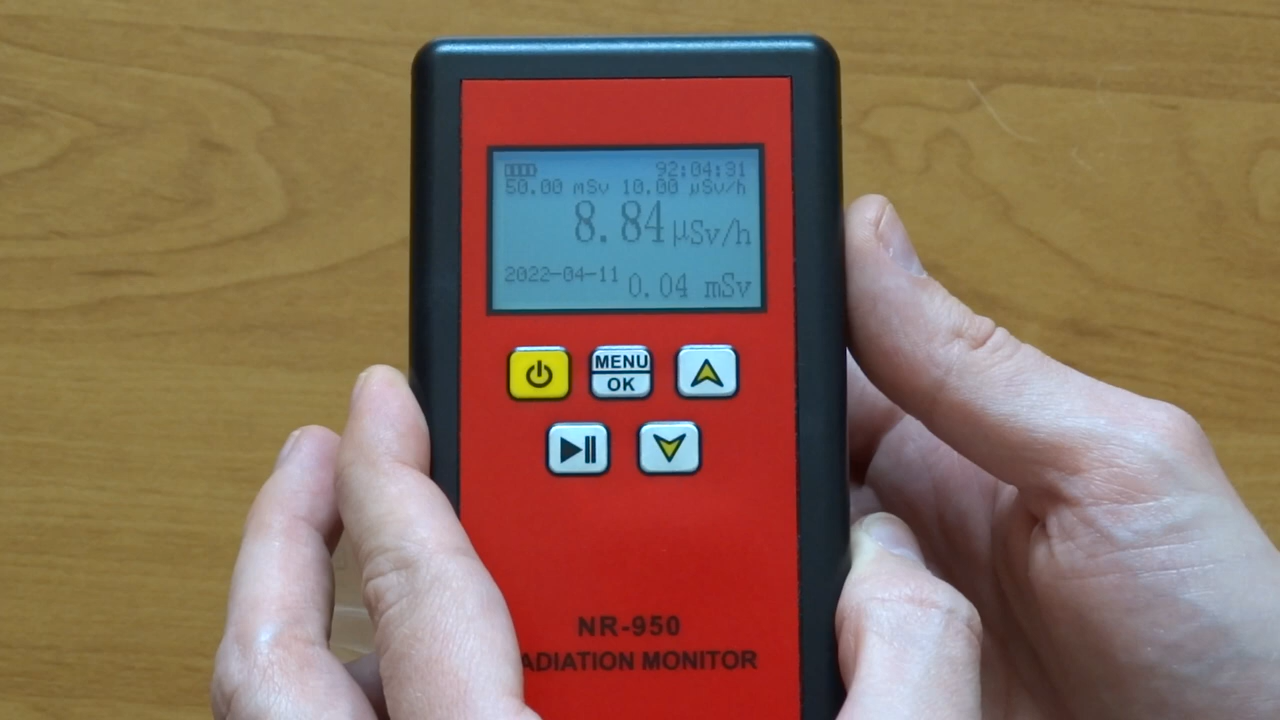 92:04:31
50.00 mSv 10.00 µSv/h
8.84 µSv/h
2022-04-11 0.04 mSv
MENU
OK
NR-950
ADIATION MONITOR